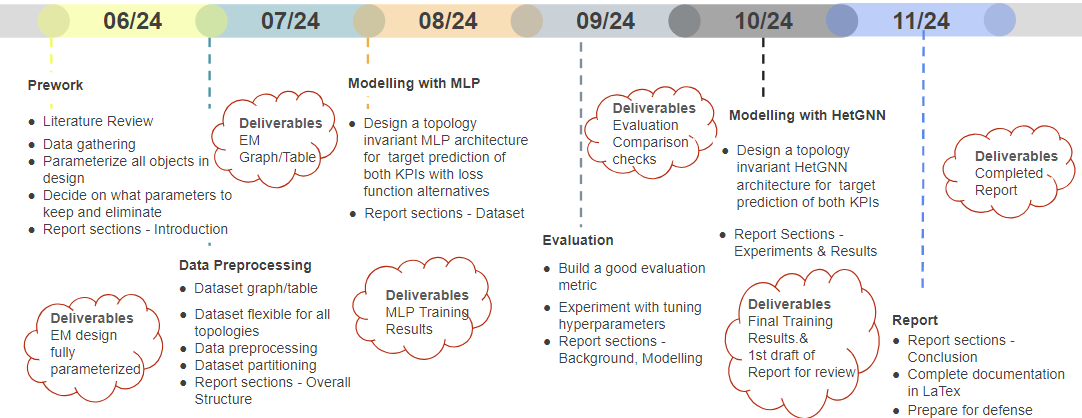 06/24
07/24
08/24
09/24
10/24
11/24
Prework
● Literature Review
● Data gathering
● Parameterize all objects in
design
● Decide on what parameters to
keep and eliminate
● Report sections - Introduction
Deliverables
EM design
fully
parameterized
Deliverables
EM
Graph/Table
Data Preprocessing
● Dataset graph/table
● Dataset flexible for all
topologies
● Data preprocessing
● Dataset partitioning
● Report sections - Overall
Structure
Modelling with MLP
● Design a topology
invariant MLP architecture
for target prediction of
both KPIs with loss
function alternatives
● Report sections - Dataset
Deliverables
MLP Training
Results
Deliverables
Evaluation
Comparison
checks
Evaluation
● Build a good evaluation
metric
● Experiment with tuning
hyperparameters
● Report sections -
Background, Modelling
Modelling with HetGNN
● Design a topology
invariant HetGNN
architecture for target
prediction of both KPIs
● Report Sections -
Experiments & Results
Deliverables
Final Training
Results.&
1st draft of
Report for review
Deliverables
Completed
Report
Report
● Report sections -
Conclusion
● Complete documentation
in LaTex
● Prepare for defense